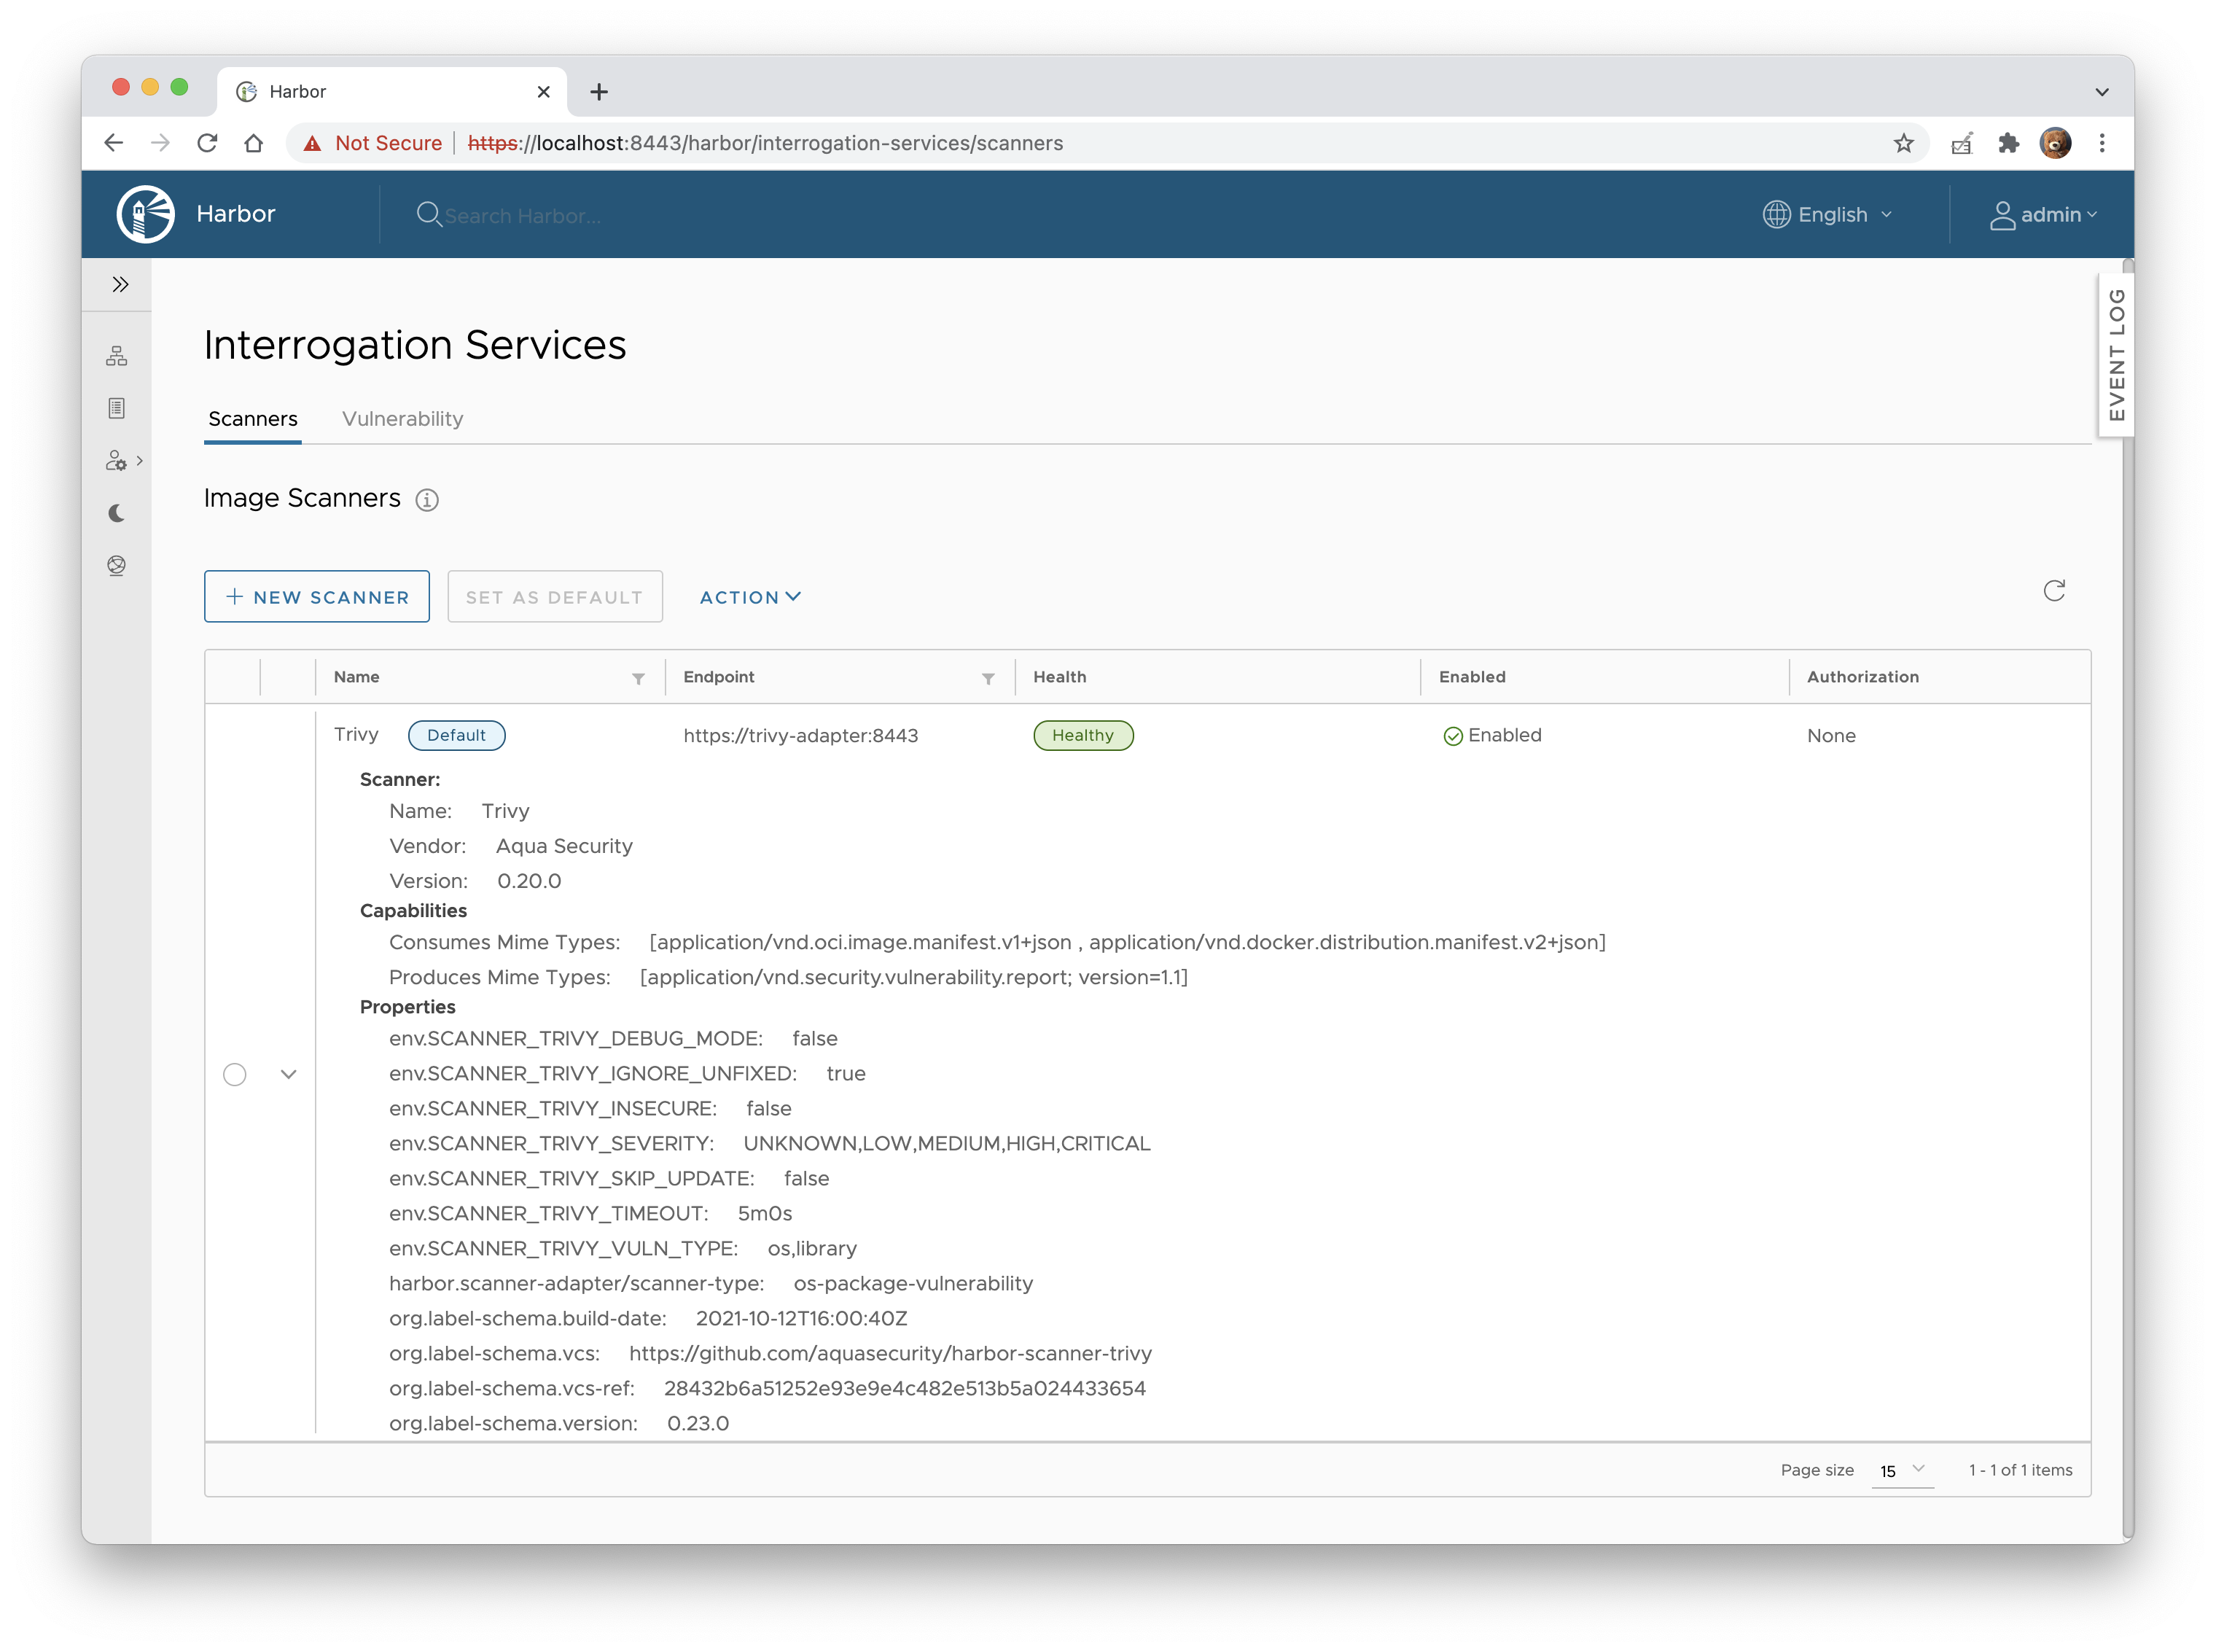 Harbor
Not Secure https://localhost:8443/harbor/interrogation-services/scanners
Harbor Search Harbor... English admin
EVENT LOG
Interrogation Services
Scanners Vulnerability
Image Scanners
NEW SCANNER SET AS DEFAULT ACTION
Name Endpoint Health Enabled Authorization
Trivy Default https://trivy-adapter:8443 Healthy Enabled None
Scanner:
Name: Trivy
Vendor: Aqua Security
Version: 0.20.0
Capabilities
Consumes Mime Types: [application/vnd.oci.image.manifest.v1+json , application/vnd.docker.distribution.manifest.v2+json]
Produces Mime Types: [application/vnd.security.vulnerability.report; version=1.1]
Properties
env.SCANNER_TRIVY_DEBUG_MODE: false
env.SCANNER_TRIVY_IGNORE_UNFIXED: true
env.SCANNER_TRIVY_INSECURE: false
env.SCANNER_TRIVY_SEVERITY: UNKNOWN,LOW,MEDIUM,HIGH,CRITICAL
env.SCANNER_TRIVY_SKIP_UPDATE: false
env.SCANNER_TRIVY_TIMEOUT: 5m0s
env.SCANNER_TRIVY_VULN_TYPE: os,library
harbor.scanner-adapter/scanner-type: os-package-vulnerability
org.label-schema.build-date: 2021-10-12T16:00:40Z
org.label-schema.vcs: https://github.com/aquasecurity/harbor-scanner-trivy
org.label-schema.vcs-ref: 28432b6a51252e93e9e4c482e513b5a024433654
org.label-schema.version: 0.23.0
Page size 15 1 - 1 of 1 items